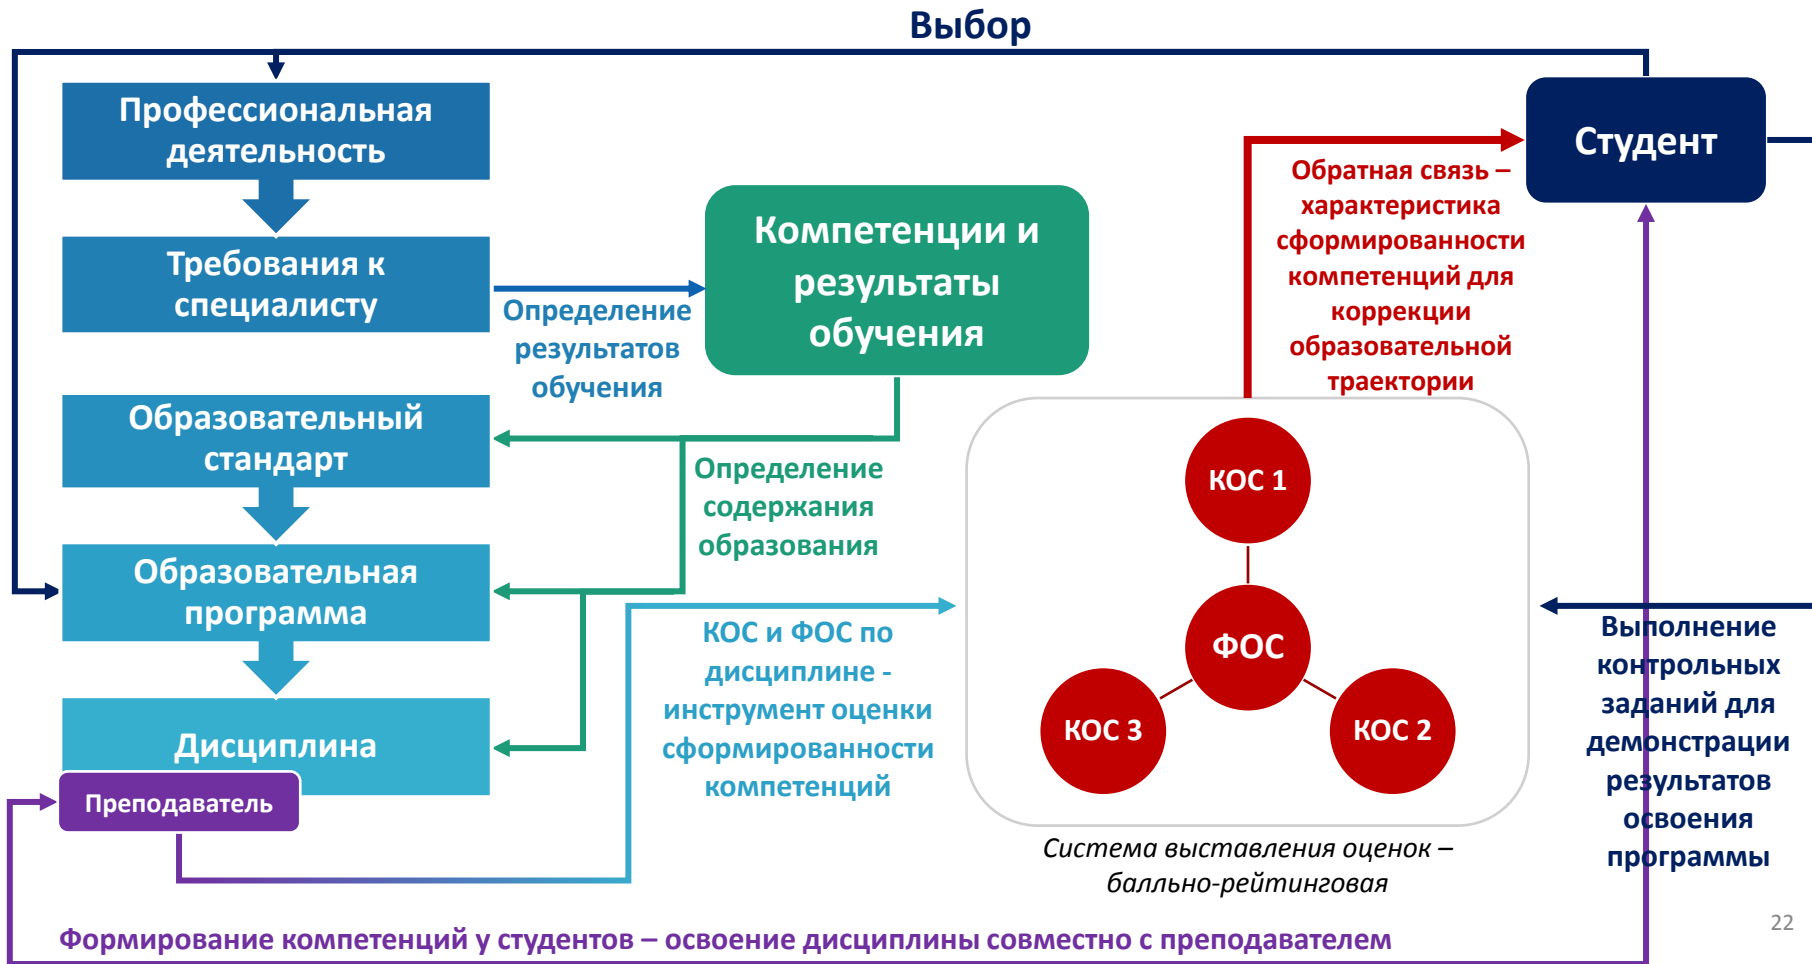 Выбор
Профессиональная
деятельность
Требования к
специалисту
Определение
результатов
обучения
Компетенции и
результаты
обучения
Обратная связь –
характеристика
сформированности
компетенций для
коррекции
образовательной
траектории
Студент
Образовательный
стандарт
Определение
содержания
образования
Образовательная
программа
Дисциплина
Преподаватель
КОС и ФОС по
дисциплине -
инструмент оценки
сформированности
компетенций
КОС 1
ФОС
КОС 3
КОС 2
Система выставления оценок –
балльно-рейтинговая
Выполнение
контрольных
заданий для
демонстрации
результатов
освоения
программы
Формирование компетенций у студентов – освоение дисциплины совместно с преподавателем
22